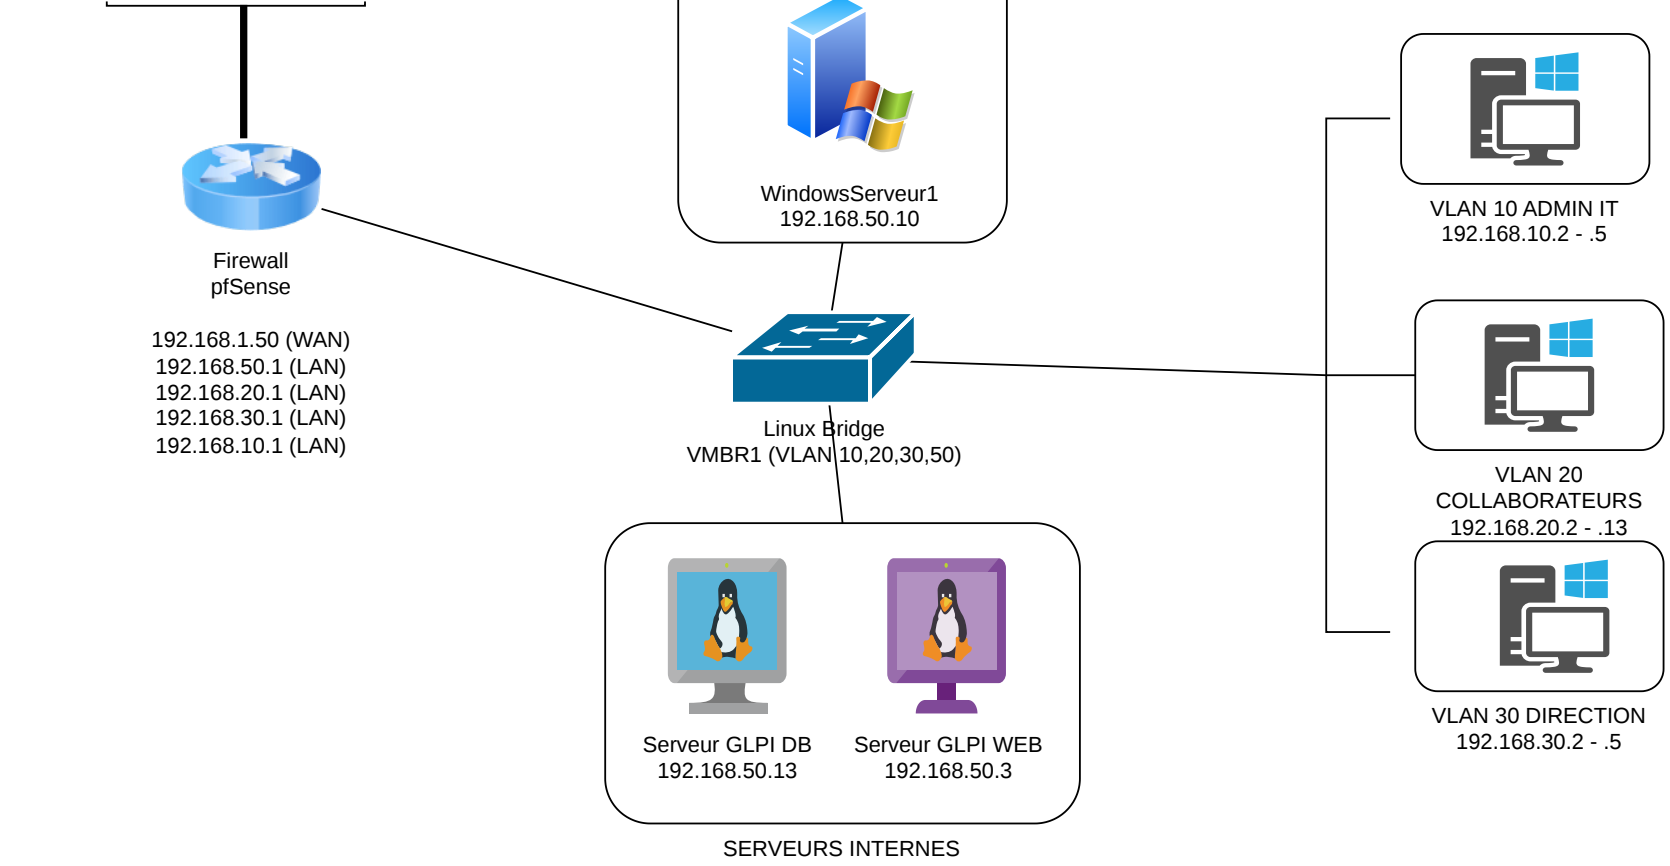 WindowsServeur1
192.168.50.10
Firewall
pfSense
192.168.1.50 (WAN)
192.168.50.1 (LAN)
192.168.20.1 (LAN)
192.168.30.1 (LAN)
192.168.10.1 (LAN)
Linux Bridge
VMBR1 (VLAN 10,20,30,50)
VLAN 10 ADMIN IT
192.168.10.2 - .5
VLAN 20
COLLABORATEURS
192.168.20.2 - .13
VLAN 30 DIRECTION
192.168.30.2 - .5
Serveur GLPI DB
192.168.50.13
Serveur GLPI WEB
192.168.50.3
SERVEURS INTERNES